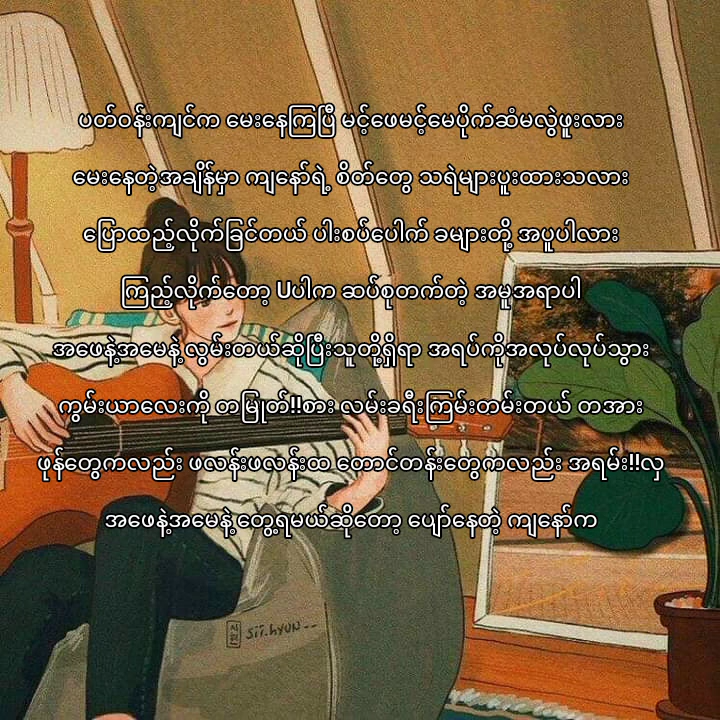 ပတ်ဝန်းကျင်က မေးနေကြပြီ မင့်ဖေမင့်မေပိုက်ဆံမလွှဲဖူးလား
မေးနေတဲ့အချိန်မှာ ကျနော်ရဲ့ စိတ်တွေ သရဲများပူးထားသလား
ပြောထည့်လိုက်ခြင်တယ် ပါးစပ်ပေါက် ခများတို့ အပူပါလား
ကြည့်လိုက်တော့ Uပါက ဆပ်စုတက်တဲ့ အမူအရာပါ
အဖေနဲ့အမေနဲ့ လွမ်းတယ်ဆိုပြီးသူတို့ရှိရာ အရပ်ကိုအလုပ်လုပ်သွား
ကွမ်းယာလေးကို တမြုတ်!!စား လမ်းခရီးကြမ်းတမ်းတယ် တအား
ဖုန်တွေကလည်း ဖလန်းဖလန်းထ တောင်တန်းတွေကလည်း အရမ်း!!လှ
အဖေနဲ့အမေနဲ့ တွေ့ရမယ်ဆိုတော့ ပျော်နေတဲ့ ကျနော်က
시현 sii.hyun--